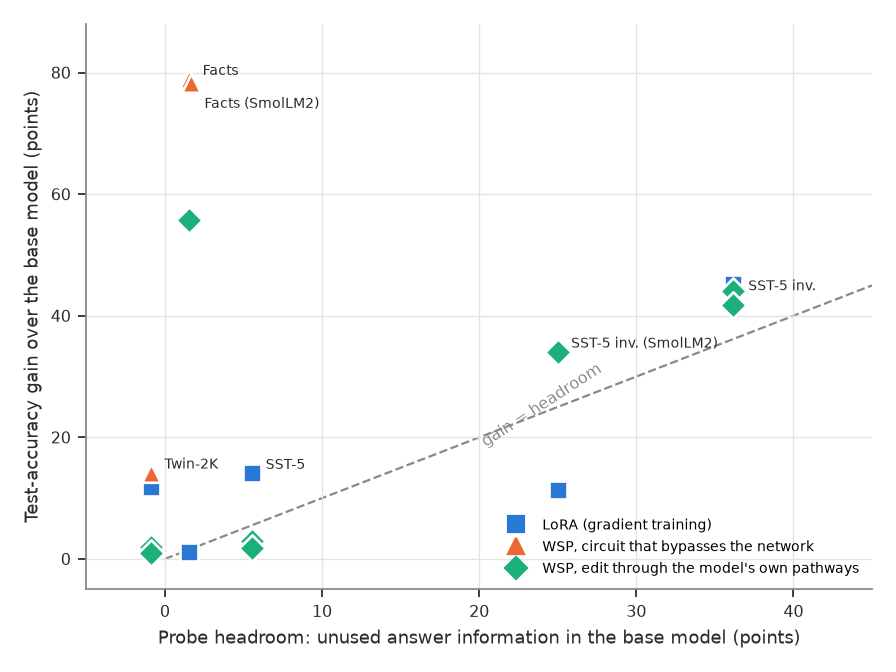 Test-accuracy gain over the base model (points)
80
60
40
20
0
Facts
Facts (SmolLM2)
SST-5 inv.
SST-5 inv. (SmolLM2)
gain = headroom
Twin-2K
SST-5
LoRA (gradient training)
WSP, circuit that bypasses the network
WSP, edit through the model's own pathways
0
10
20
30
40
Probe headroom: unused answer information in the base model (points)